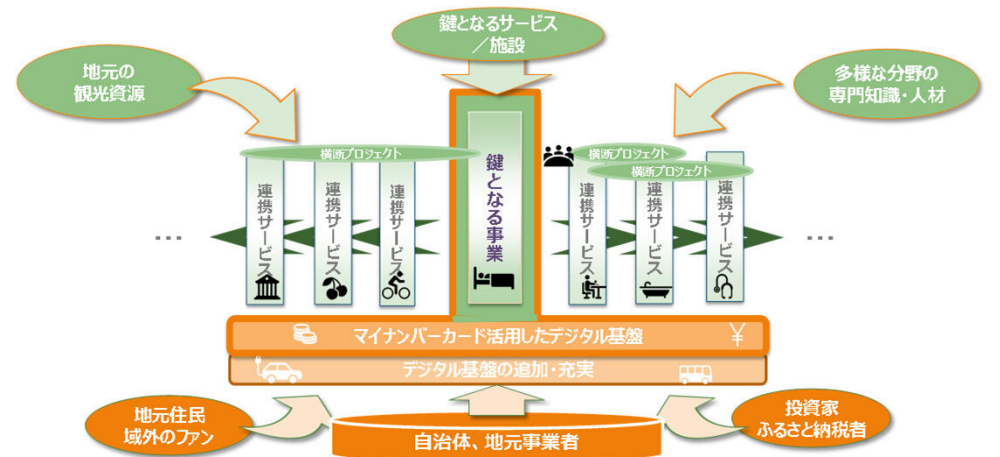 鍵となるサービス
／施設
地元の
観光資源
多様な分野の
専門知識・人材
横断プロジェクト
横断プロジェクト
横断プロジェクト
連携サービス
連携サービス
連携サービス
鍵となる事業
連携サービス
連携サービス
連携サービス
…
…
マイナンバーカード活用したデジタル基盤
¥
デジタル基盤の追加・充実
地元住民
域外のファン
自治体、地元事業者
投資家
ふるさと納税者